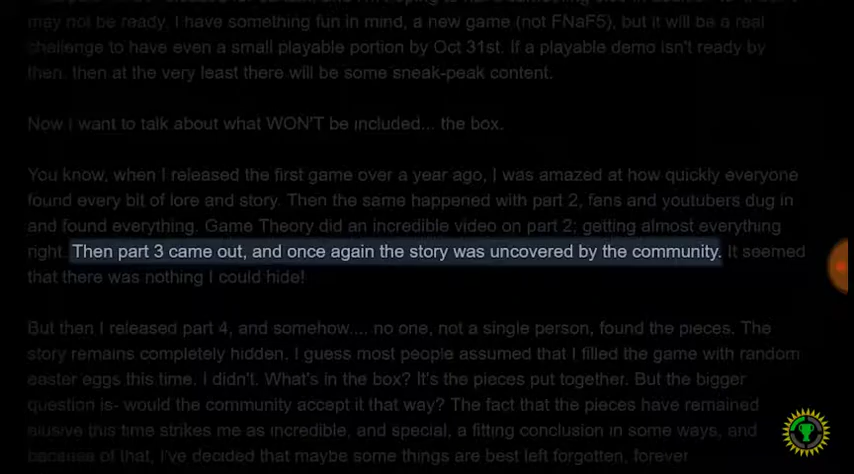 may not be ready. I have something fun in mind, a new game (not FNaF5), but it will be a real
challenge to have even a small playable portion by Oct 31st. If a playable demo isn't ready by
then, then at the very least there will be some sneak-peak content.
Now I want to talk about what WON'T be included... the box.
You know, when I released the first game over a year ago, I was amazed at how quickly everyone
found every bit of lore and story. Then the same happened with part 2, fans and youtubers dug in
and found everything. Game Theory did an incredible video on part 2; getting almost everything
right. Then part 3 came out, and once again the story was uncovered by the community. It seemed
that there was nothing I could hide!
But then I released part 4, and somehow.... no one, not a single person, found the pieces. The
story remains completely hidden. I guess most people assumed that I filled the game with random
easter eggs this time. I didn't. What's in the box? It's the pieces put together. But the bigger
question is- would the community accept it that way? The fact that the pieces have remained
elusive this time strikes me as incredible, and special, a fitting conclusion in some ways, and
because of that, I've decided that maybe some things are best left forgotten, forever